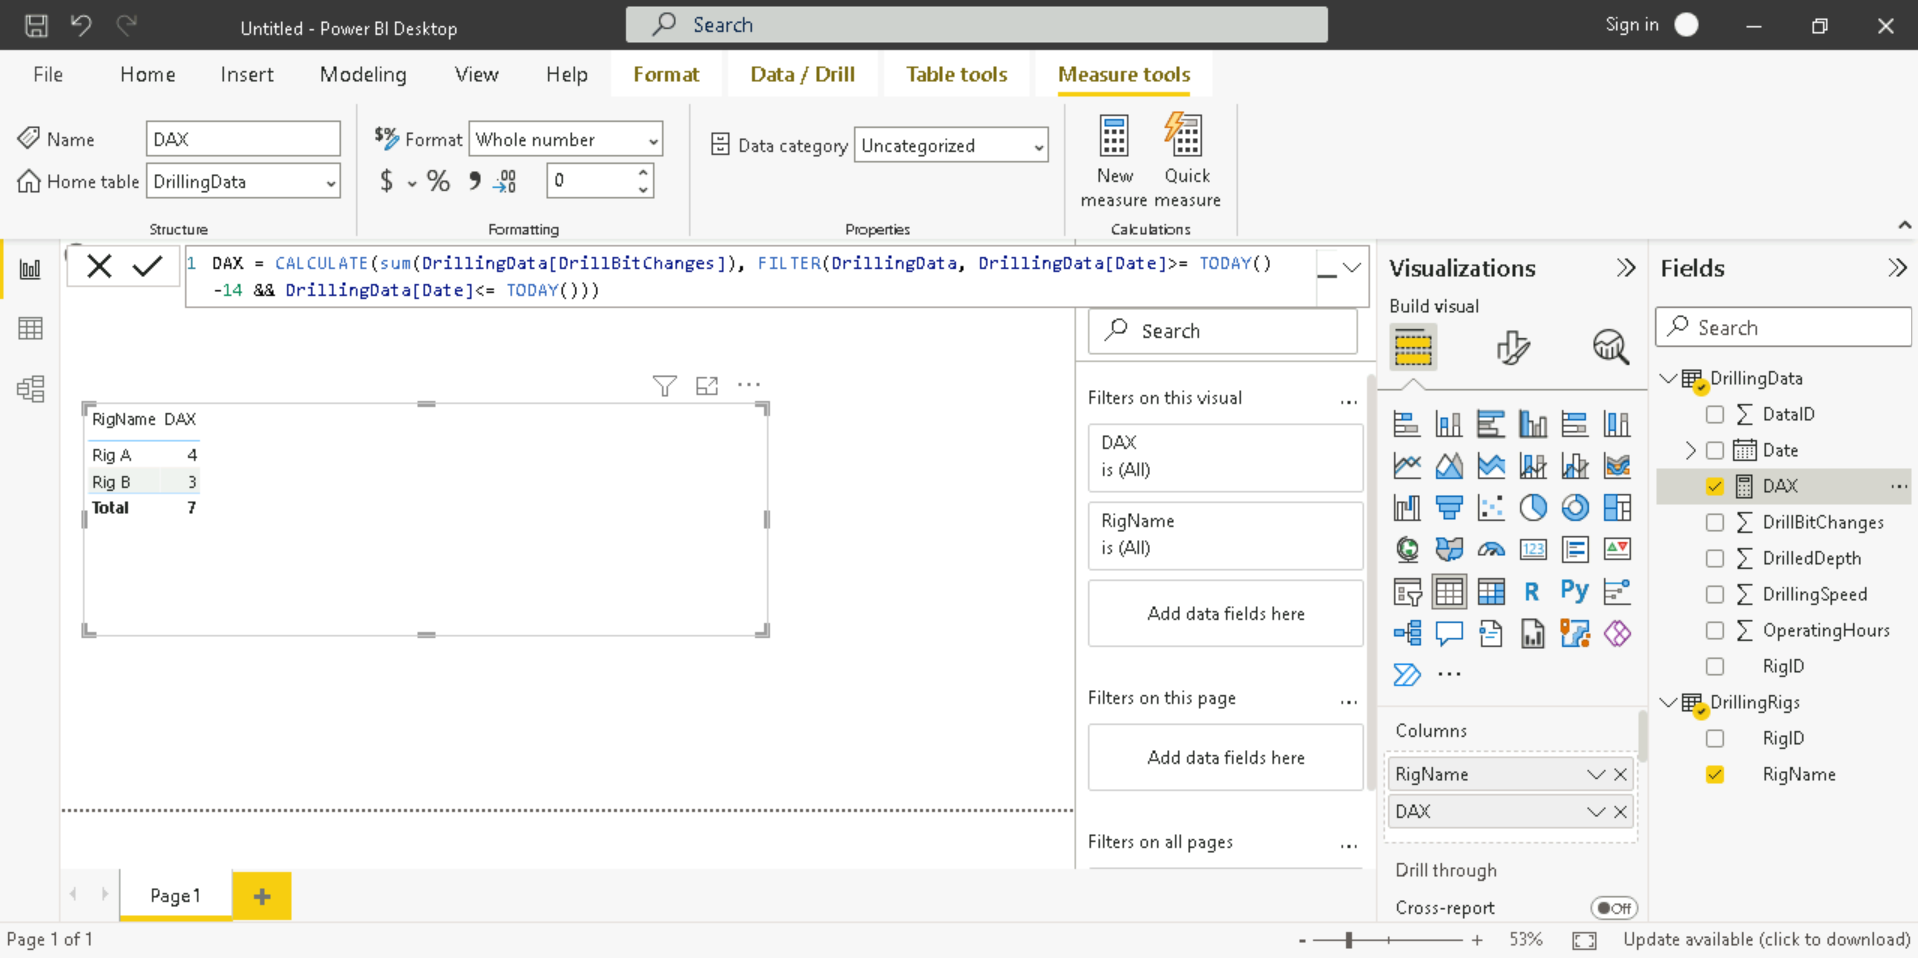 Untitled - Power BI Desktop
Search
Sign in
File Home Insert Modeling View Help Format Data / Drill Table tools Measure tools
Name DAX
Home table DrillingData
Structure
$% Format Whole number
$ % 9 .00 →.0 0
Formatting
Data category Uncategorized
Properties
New measure
Quick measure
Calculations
1 DAX = CALCULATE(sum(DrillingData[DrillBitChanges]), FILTER(DrillingData, DrillingData[Date]>= TODAY()
-14 && DrillingData[Date]<= TODAY()))
RigName DAX
Rig A 4
Rig B 3
Total 7
Search
Filters on this visual ...
DAX
is (All)
RigName
is (All)
Add data fields here
Filters on this page ...
Add data fields here
Filters on all pages ...
Visualizations
Build visual
123
R Py
Columns
RigName
DAX
Drill through
Cross-report Off
Fields
Search
DrillingData
DataID
Date
DAX
DrillBitChanges
DrilledDepth
DrillingSpeed
OperatingHours
RigID
DrillingRigs
RigID
RigName
Page1 +
Page 1 of 1
- + 53%
Update available (click to download)